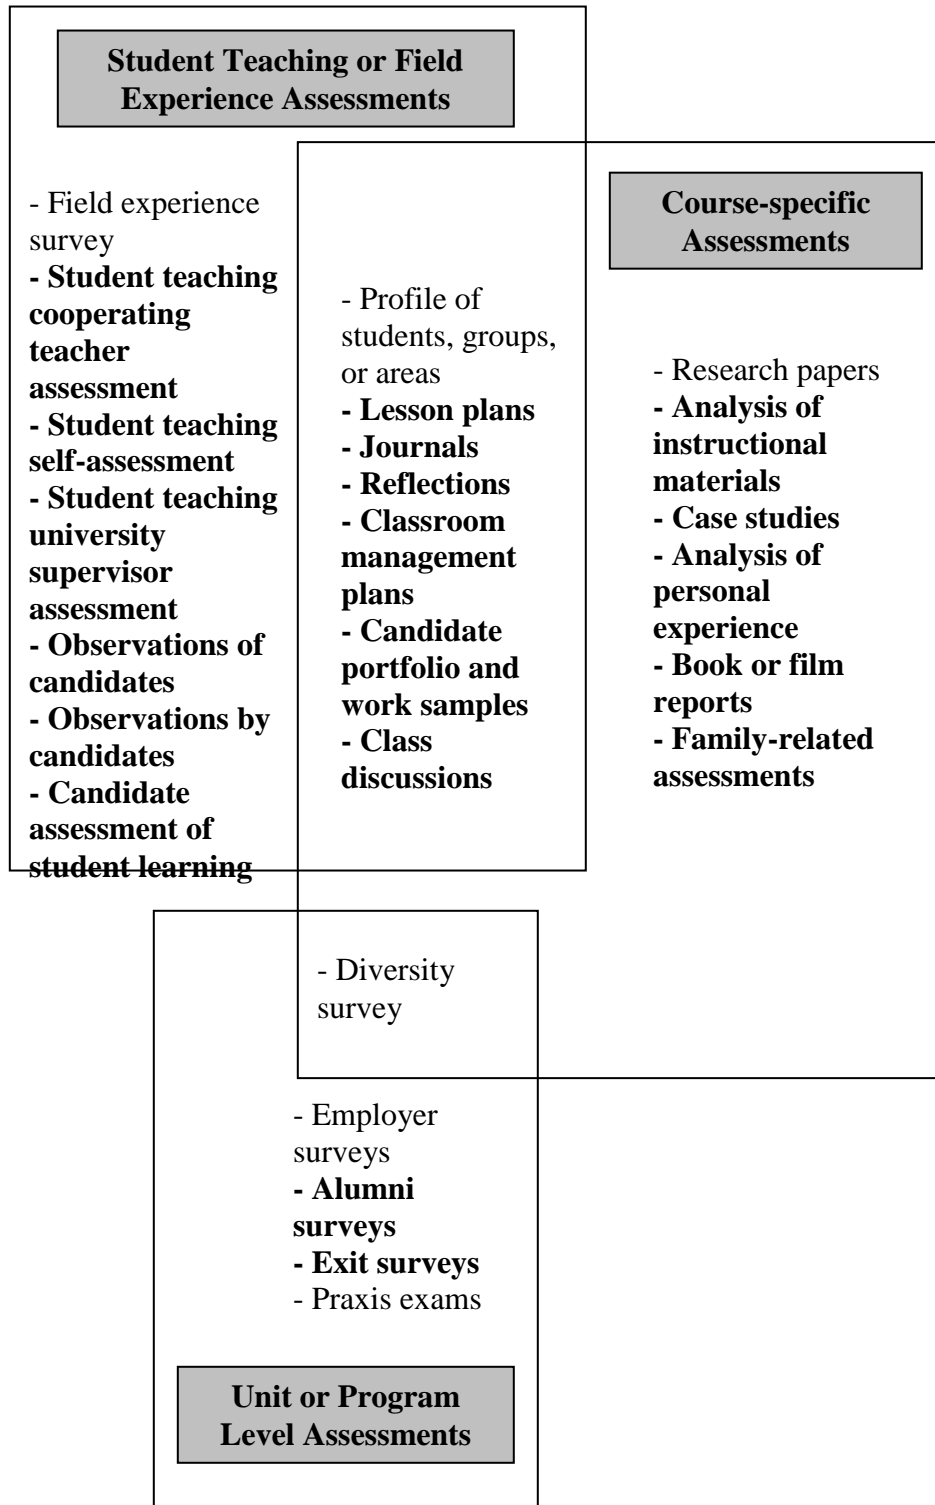 Student Teaching or Field
Experience Assessments
- Field experience
survey
- Student teaching
cooperating
teacher
assessment
- Student teaching
self-assessment
- Student teaching
university
supervisor
assessment
- Observations of
candidates
- Observations by
candidates
- Candidate
assessment of
student learning
- Profile of
students, groups,
or areas
- Lesson plans
- Journals
- Reflections
- Classroom
management
plans
- Candidate
portfolio and
work samples
- Class
discussions
Course-specific
Assessments
- Research papers
- Analysis of
instructional
materials
- Case studies
- Analysis of
personal
experience
- Book or film
reports
- Family-related
assessments
- Diversity
survey
- Employer
surveys
- Alumni
surveys
- Exit surveys
- Praxis exams
Unit or Program
Level Assessments